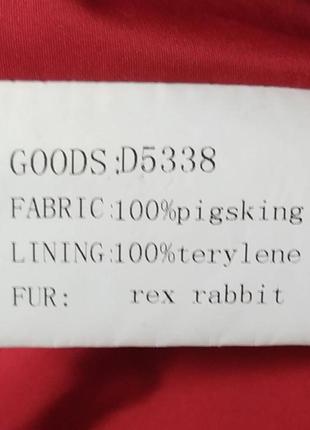 GOODS:D5338
FABRIC:100%pigsking
LINING:100%terylene
FUR: rex rabbit